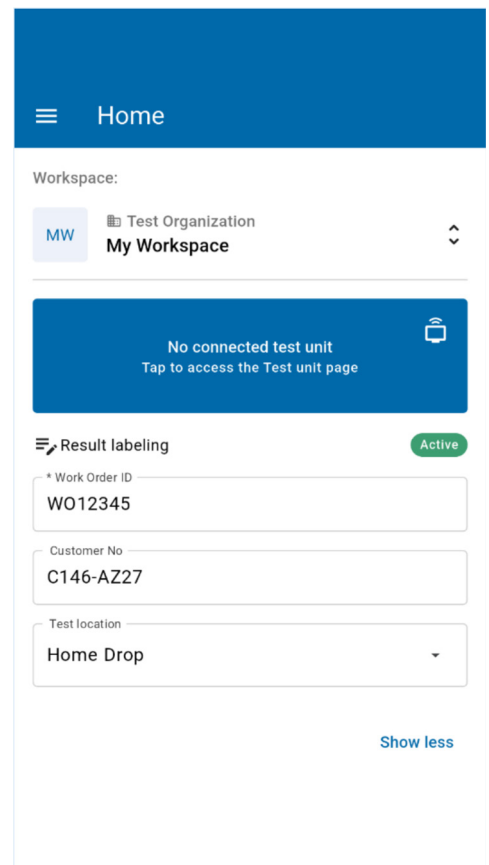 Home
Workspace:
MW
Test Organization
My Workspace
No connected test unit
Tap to access the Test unit page
Result labeling
Active
* Work Order ID
WO12345
Customer No
C146-AZ27
Test location
Home Drop
Show less